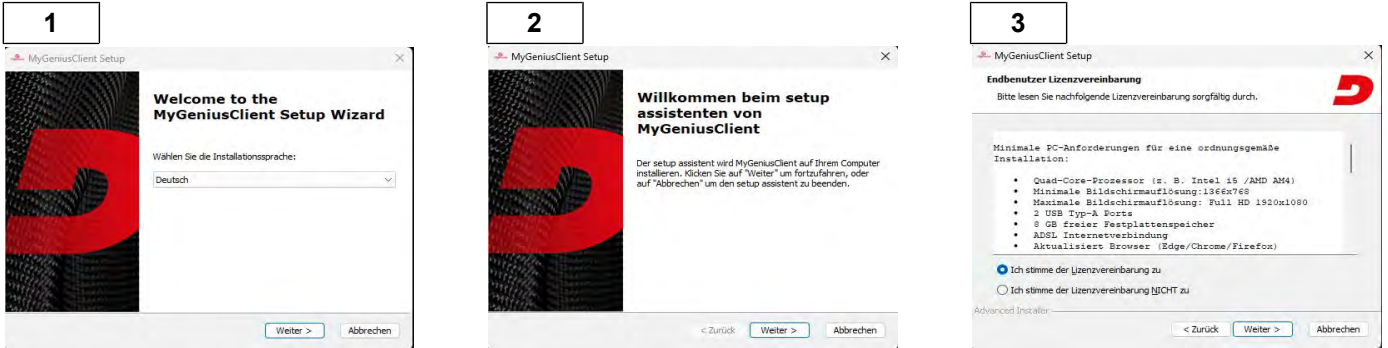 1
MyGeniusClient Setup
Welcome to the
MyGeniusClient Setup Wizard
Wählen Sie die Installationssprache:
Deutsch
Weiter >
Abbrechen
2
MyGeniusClient Setup
Willkommen beim setup
assistenten von
MyGeniusClient
Der setup assistent wird MyGeniusClient auf Ihrem Computer
installieren. Klicken Sie auf "Weiter" um fortzufahren, oder
auf "Abbrechen" um den setup assistent zu beenden.
< Zurück
Weiter >
Abbrechen
3
MyGeniusClient Setup
Endbenutzer Lizenzvereinbarung
Bitte lesen Sie nachfolgende Lizenzvereinbarung sorgfältig durch.
Minimale PC-Anforderungen für eine ordnungsgemäße
Installation:
• Quad-Core-Prozessor (z. B. Intel i5 /AMD AM4)
• Minimale Bildschirmauflösung:1366x768
• Maximale Bildschirmauflösung: Full HD 1920x1080
• 2 USB Typ-A Ports
• 8 GB freier Festplattenspeicher
• ADSL Internetverbindung
• Aktualisiert Browser (Edge/Chrome/Firefox)
Ich stimme der Lizenzvereinbarung zu
Ich stimme der Lizenzvereinbarung NICHT zu
Advanced Installer
< Zurück
Weiter >
Abbrechen